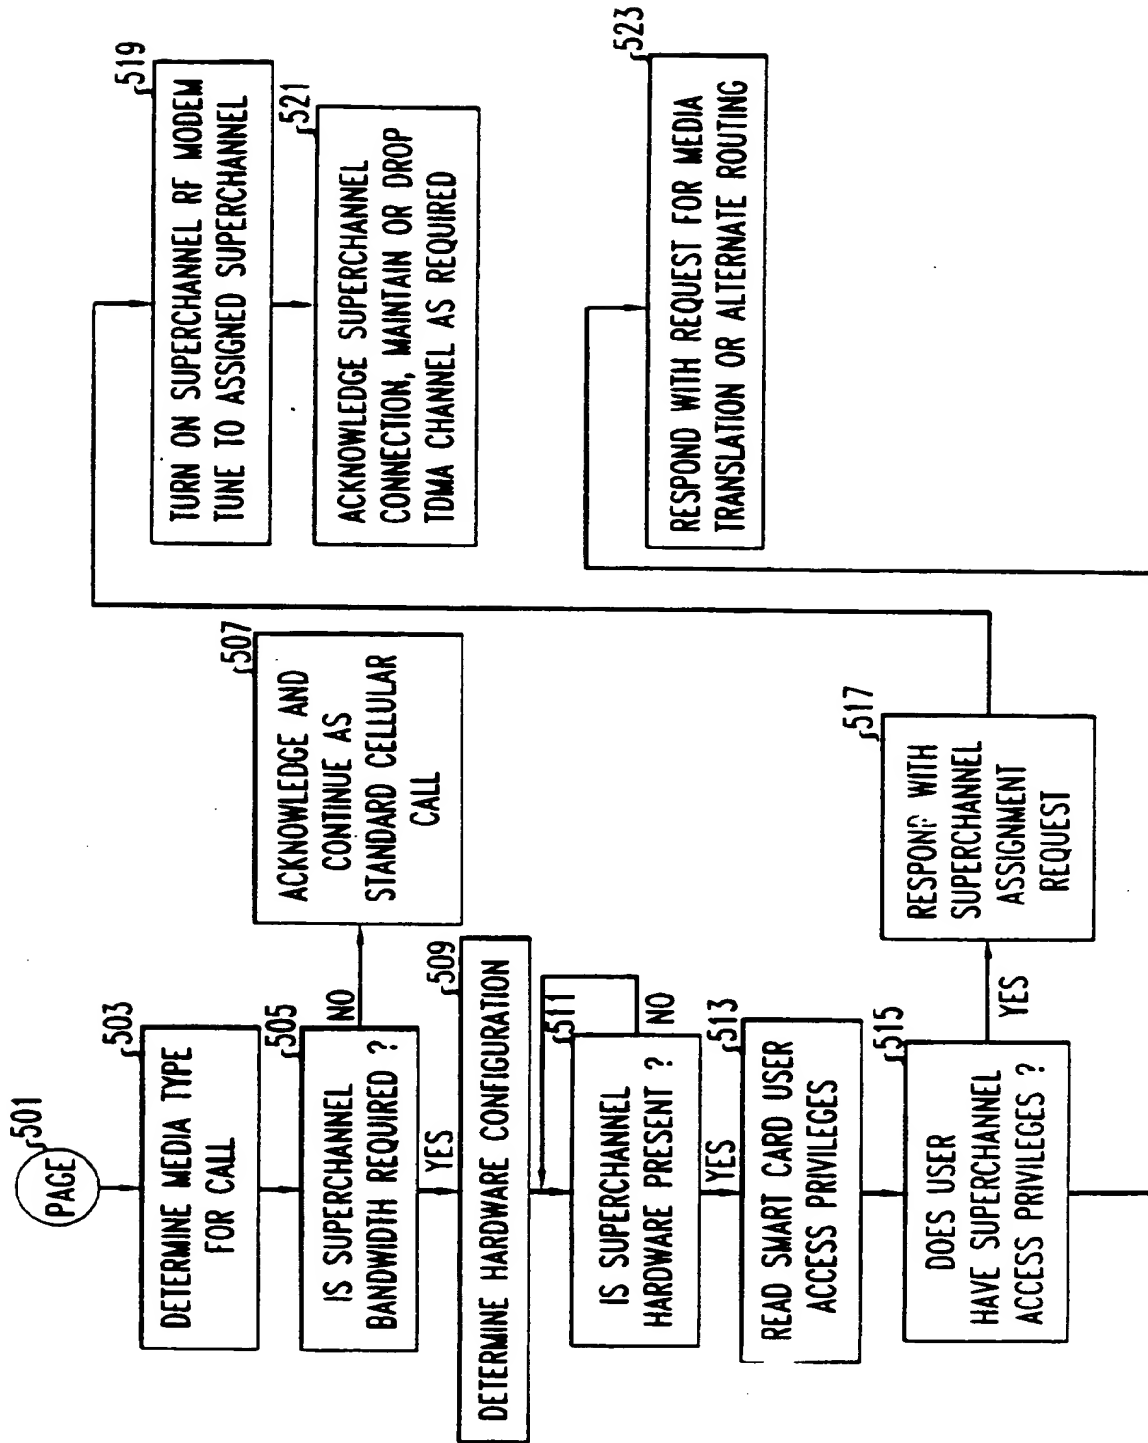 501
PAGE
503
DETERMINE MEDIA TYPE
FOR CALL
505
IS SUPERCHANNEL
BANDWIDTH REQUIRED ?
NO
YES
507
ACKNOWLEDGE AND
CONTINUE AS
STANDARD CELLULAR
CALL
509
DETERMINE HARDWARE CONFIGURATION
511
IS SUPERCHANNEL
HARDWARE PRESENT ?
NO
YES
513
READ SMART CARD USER
ACCESS PRIVILEGES
515
DOES USER
HAVE SUPERCHANNEL
ACCESS PRIVILEGES ?
YES
517
RESPOND WITH
SUPERCHANNEL
ASSIGNMENT
REQUEST
519
TURN ON SUPERCHANNEL RF MODEM
TUNE TO ASSIGNED SUPERCHANNEL
521
ACKNOWLEDGE SUPERCHANNEL
CONNECTION, MAINTAIN OR DROP
TDMA CHANNEL AS REQUIRED
523
RESPOND WITH REQUEST FOR MEDIA
TRANSLATION OR ALTERNATE ROUTING